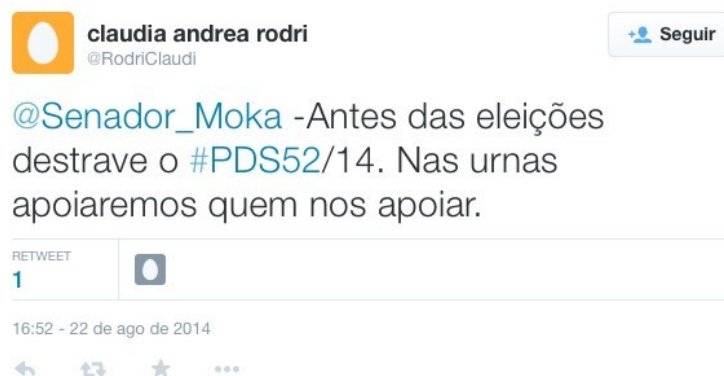 claudia andrea rodri
@RodriClaudi
Seguir
@Senador_Moka -Antes das eleições
destrave o #PDS52/14. Nas urnas
apoiaremos quem nos apoiar.
RETWEET
1
16:52 - 22 de ago de 2014